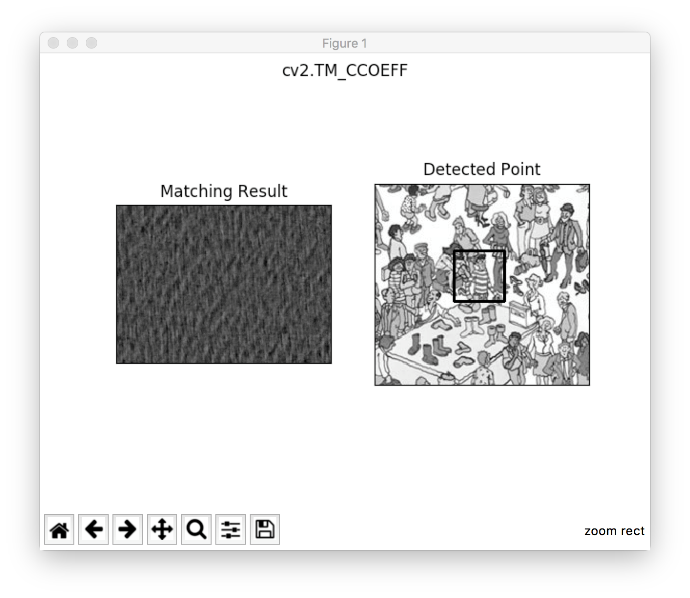 Figure 1
cv2.TM_CCOEFF
Matching Result
Detected Point
zoom rect